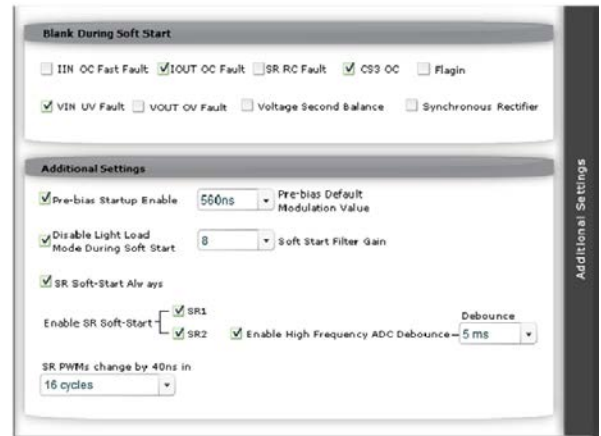 Blank During Soft Start
IIN OC Fast Fault IOUT OC Fault SR RC Fault CS3 OC Flagin
VIN UV Fault VOUT OV Fault Voltage Second Balance Synchronous Rectifier
Additional Settings
Pre-bias Startup Enable 560ns Pre-bias Default
Modulation Value
Disable Light Load
Mode During Soft Start 8 Soft Start Filter Gain
SR Soft-Start Alw ays
Enable SR Soft-Start SR1
SR2 Enable High Frequency ADC Debounce Debounce
5 ms
SR PWMs change by 40ns in
16 cycles
Additional Settings